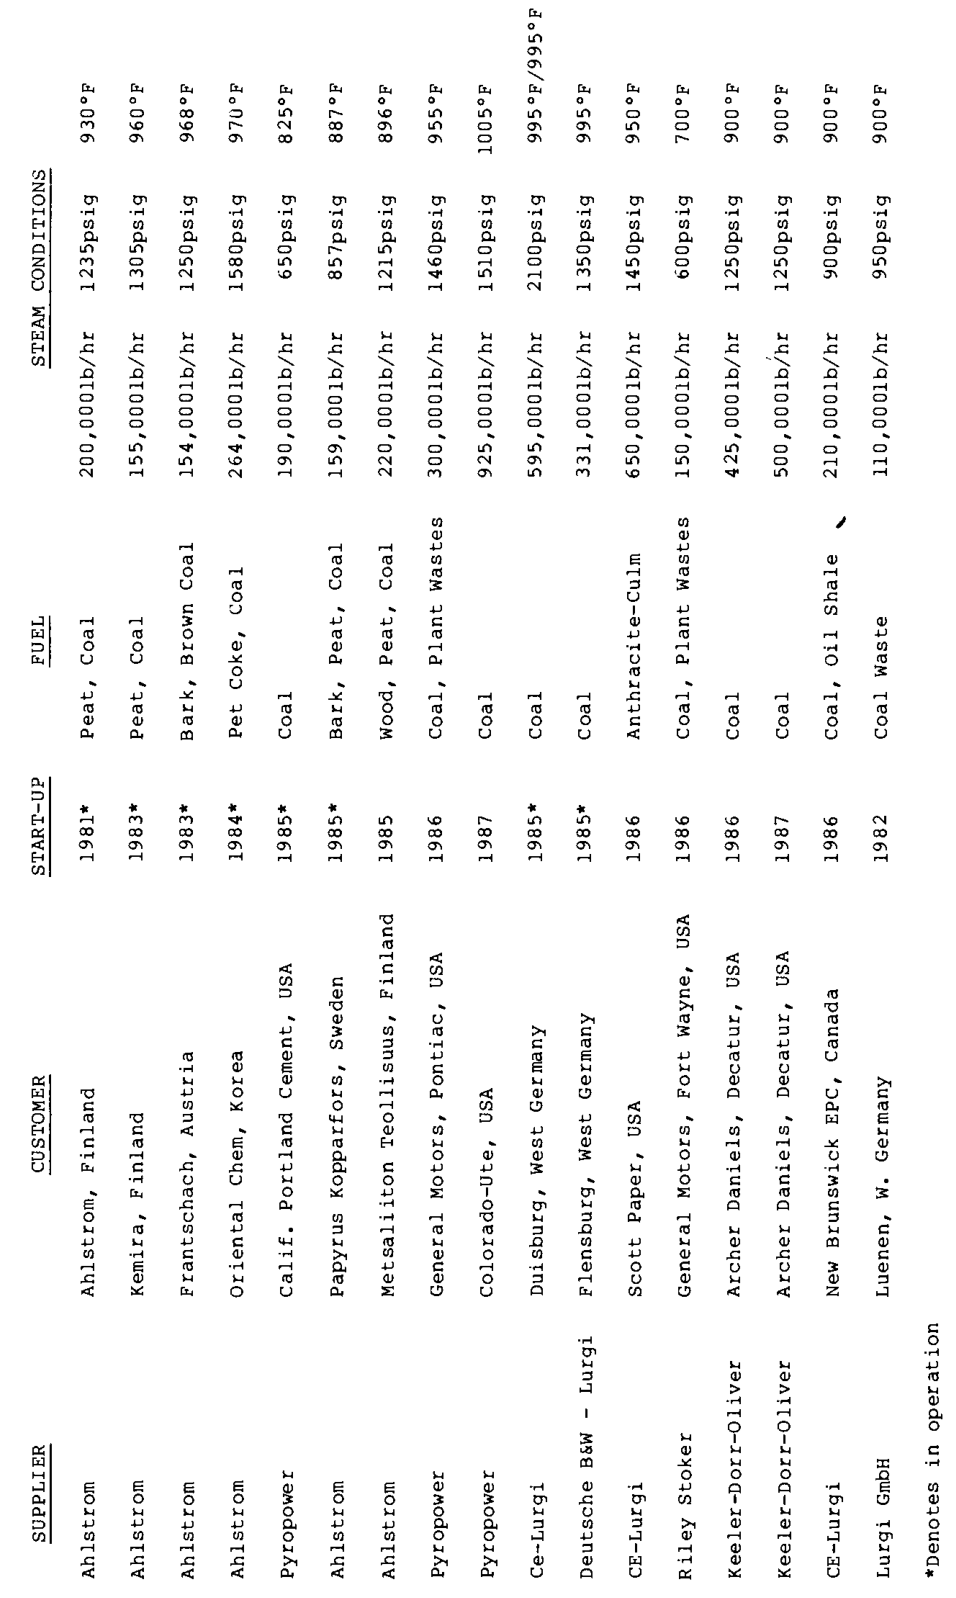 SUPPLIER CUSTOMER START-UP FUEL STEAM CONDITIONS
Ahlstrom Ahlstrom, Finland 1981* Peat, Coal 200,000lb/hr 1235psig 930°F
Ahlstrom Kemira, Finland 1983* Peat, Coal 155,000lb/hr 1305psig 960°F
Ahlstrom Frantschach, Austria 1983* Bark, Brown Coal 154,000lb/hr 1250psig 968°F
Ahlstrom Oriental Chem, Korea 1984* Pet Coke, Coal 264,000lb/hr 1580psig 970°F
Pyropower Calif. Portland Cement, USA 1985* Coal 190,000lb/hr 650psig 825°F
Ahlstrom Papyrus Kopparfors, Sweden 1985* Bark, Peat, Coal 159,000lb/hr 857psig 887°F
Ahlstrom Metsaliiton Teollisuus, Finland 1985 Wood, Peat, Coal 220,000lb/hr 1215psig 896°F
Pyropower General Motors, Pontiac, USA 1986 Coal, Plant Wastes 300,000lb/hr 1460psig 955°F
Pyropower Colorado-Ute, USA 1987 Coal 925,000lb/hr 1510psig 1005°F
Ce-Lurgi Duisburg, West Germany 1985* Coal 595,000lb/hr 2100psig 995°F/995°F
Deutsche B&W - Lurgi Flensburg, West Germany 1985* Coal 331,000lb/hr 1350psig 995°F
CE-Lurgi Scott Paper, USA 1986 Anthracite-Culm 650,000lb/hr 1450psig 950°F
Riley Stoker General Motors, Fort Wayne, USA 1986 Coal, Plant Wastes 150,000lb/hr 600psig 700°F
Keeler-Dorr-Oliver Archer Daniels, Decatur, USA 1986 Coal 425,000lb/hr 1250psig 900°F
Keeler-Dorr-Oliver Archer Daniels, Decatur, USA 1987 Coal 500,000lb/hr 1250psig 900°F
CE-Lurgi New Brunswick EPC, Canada 1986 Coal, Oil Shale 210,000lb/hr 900psig 900°F
Lurgi GmbH Luenen, W. Germany 1982 Coal Waste 110,000lb/hr 950psig 900°F
*Denotes in operation